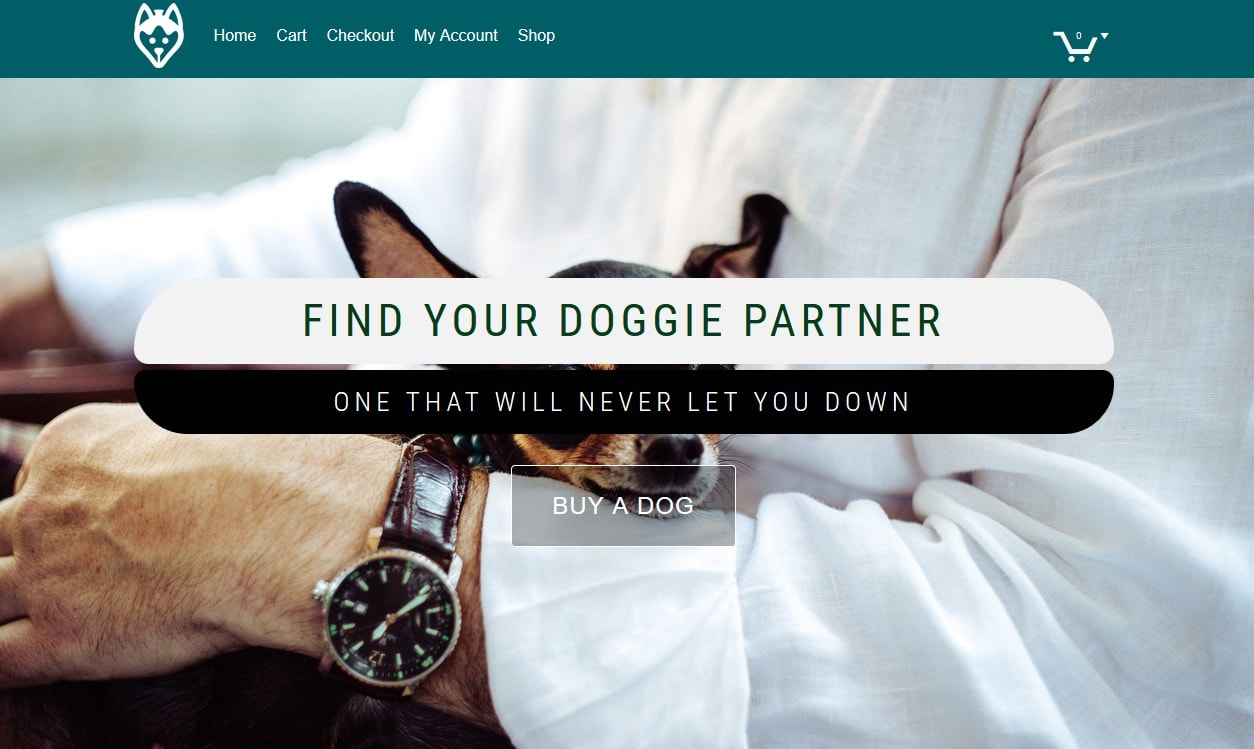 Home Cart Checkout My Account Shop
0
FIND YOUR DOGGIE PARTNER
ONE THAT WILL NEVER LET YOU DOWN
BUY A DOG
12